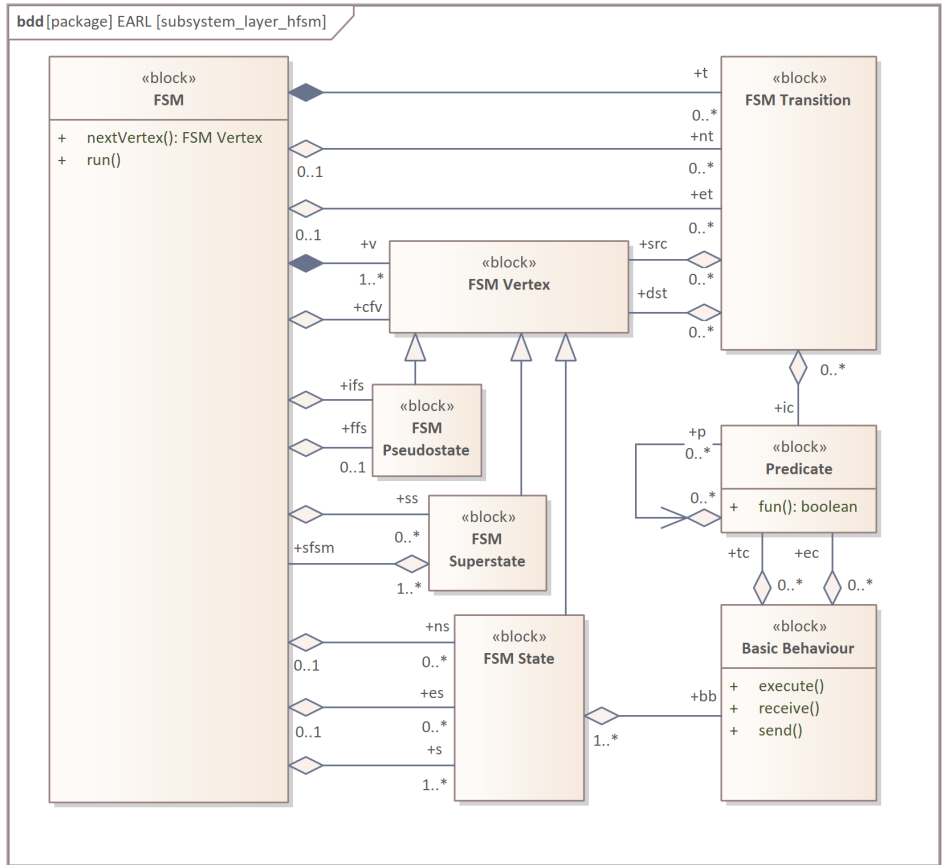 bdd [package] EARL [subsystem_layer_hfsm]
«block»
FSM
+ nextVertex(): FSM Vertex
+ run()
«block»
FSM Transition
+t
0..*
+nt
0..1
0..*
+et
0..1
0..*
+v
1..*
+cfv
«block»
FSM Vertex
+src
0..*
+dst
0..*
0..*
+ic
+ifs
+ffs
0..1
«block»
FSM
Pseudostate
+p
0..*
0..*
«block»
Predicate
+ fun(): boolean
+ss
0..*
+sfsm
1..*
«block»
FSM
Superstate
+tc
+ec
0..*
0..*
+ns
0..1
0..*
+es
0..1
0..*
+s
1..*
«block»
FSM State
+bb
1..*
«block»
Basic Behaviour
+ execute()
+ receive()
+ send()